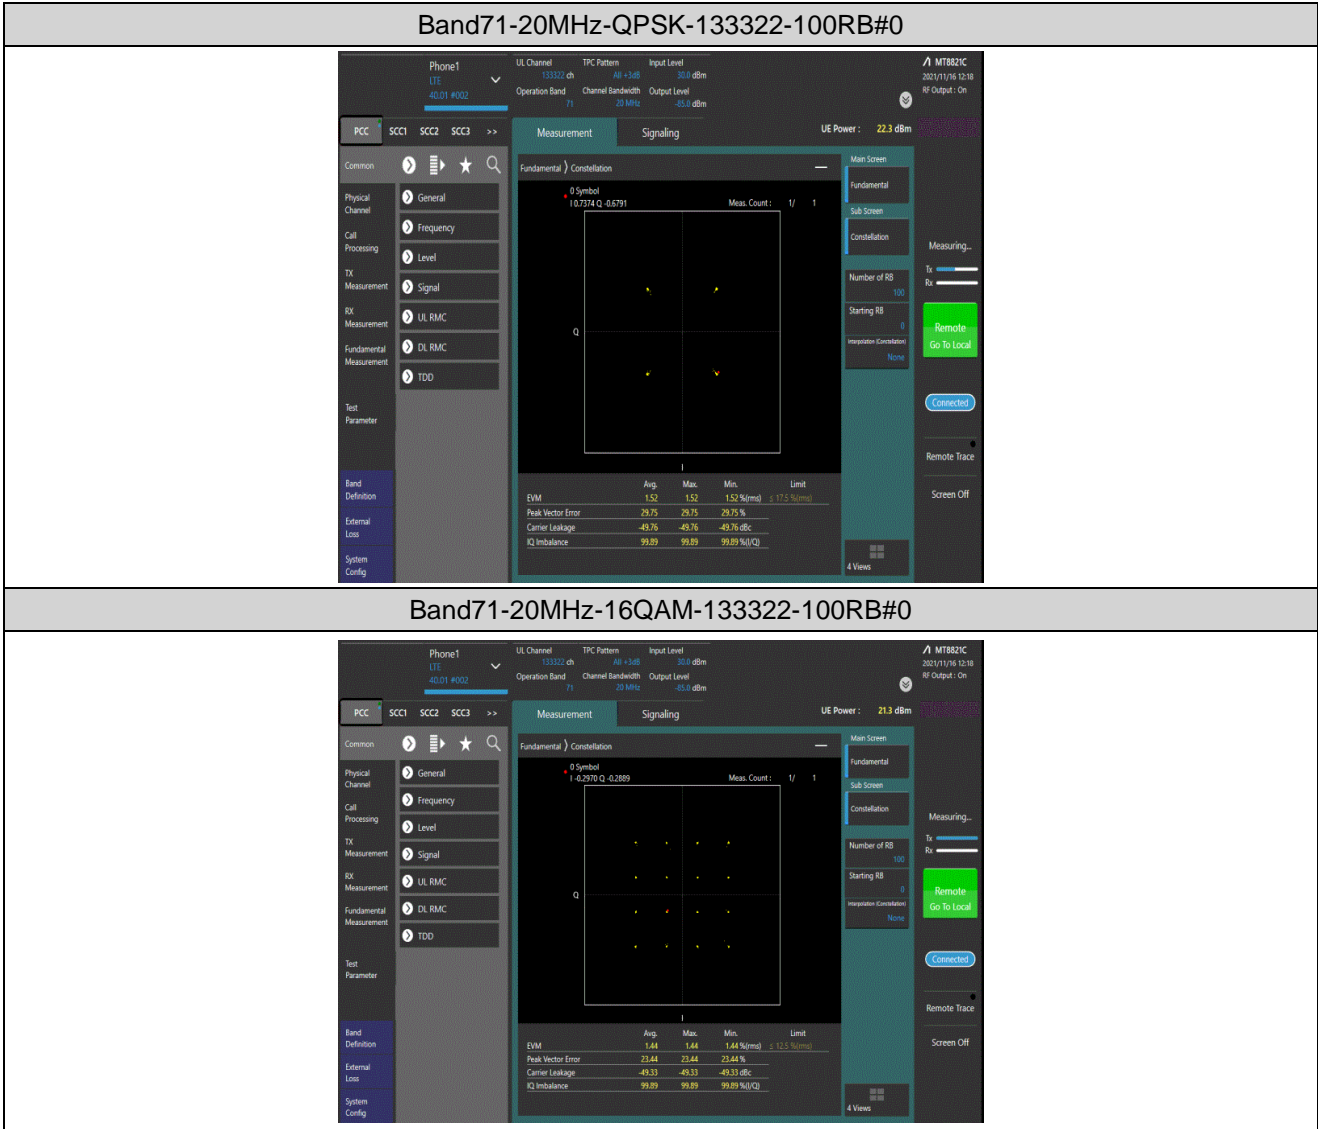 Band71-20MHz-QPSK-133322-100RB#0
Phone1
LTE
40.01 #002
UL Channel TPC Pattern Input Level
133322 ch All +3dB 30.0 dBm
Operation Band Channel Bandwidth Output Level
71 20 MHz -85.0 dBm
MT8821C
2021/11/16 12:18
RF Output : On
PCC SCC1 SCC2 SCC3 >>
Measurement Signaling
UE Power : 22.3 dBm
Common
Physical
Channel
Call
Processing
TX
Measurement
RX
Measurement
Fundamental
Measurement
Test
Parameter
Band
Definition
External
Loss
System
Config
General
Frequency
Level
Signal
UL RMC
DL RMC
TDD
Fundamental ⟩ Constellation
0 Symbol
I 0.7374 Q -0.6791 Meas. Count : 1/ 1
Q
I
Avg. Max. Min. Limit
EVM 1.52 1.52 1.52 %(rms) ≤ 17.5 %(rms)
Peak Vector Error 29.75 29.75 29.75 %
Carrier Leakage -49.76 -49.76 -49.76 dBc
IQ Imbalance 99.89 99.89 99.89 %(I/Q)
Main Screen
Fundamental
Sub Screen
Constellation
Number of RB
100
Starting RB
0
Interpolation (Constellation)
None
4 Views
Measuring...
Tx
Rx
Remote
Go To Local
Connected
Remote Trace
Screen Off
Band71-20MHz-16QAM-133322-100RB#0
Phone1
LTE
40.01 #002
UL Channel TPC Pattern Input Level
133322 ch All +3dB 30.0 dBm
Operation Band Channel Bandwidth Output Level
71 20 MHz -85.0 dBm
MT8821C
2021/11/16 12:18
RF Output : On
PCC SCC1 SCC2 SCC3 >>
Measurement Signaling
UE Power : 21.3 dBm
Common
Physical
Channel
Call
Processing
TX
Measurement
RX
Measurement
Fundamental
Measurement
Test
Parameter
Band
Definition
External
Loss
System
Config
General
Frequency
Level
Signal
UL RMC
DL RMC
TDD
Fundamental ⟩ Constellation
0 Symbol
I -0.2970 Q -0.2889 Meas. Count : 1/ 1
Q
I
Avg. Max. Min. Limit
EVM 1.44 1.44 1.44 %(rms) ≤ 12.5 %(rms)
Peak Vector Error 23.44 23.44 23.44 %
Carrier Leakage -49.33 -49.33 -49.33 dBc
IQ Imbalance 99.89 99.89 99.89 %(I/Q)
Main Screen
Fundamental
Sub Screen
Constellation
Number of RB
100
Starting RB
0
Interpolation (Constellation)
None
4 Views
Measuring...
Tx
Rx
Remote
Go To Local
Connected
Remote Trace
Screen Off